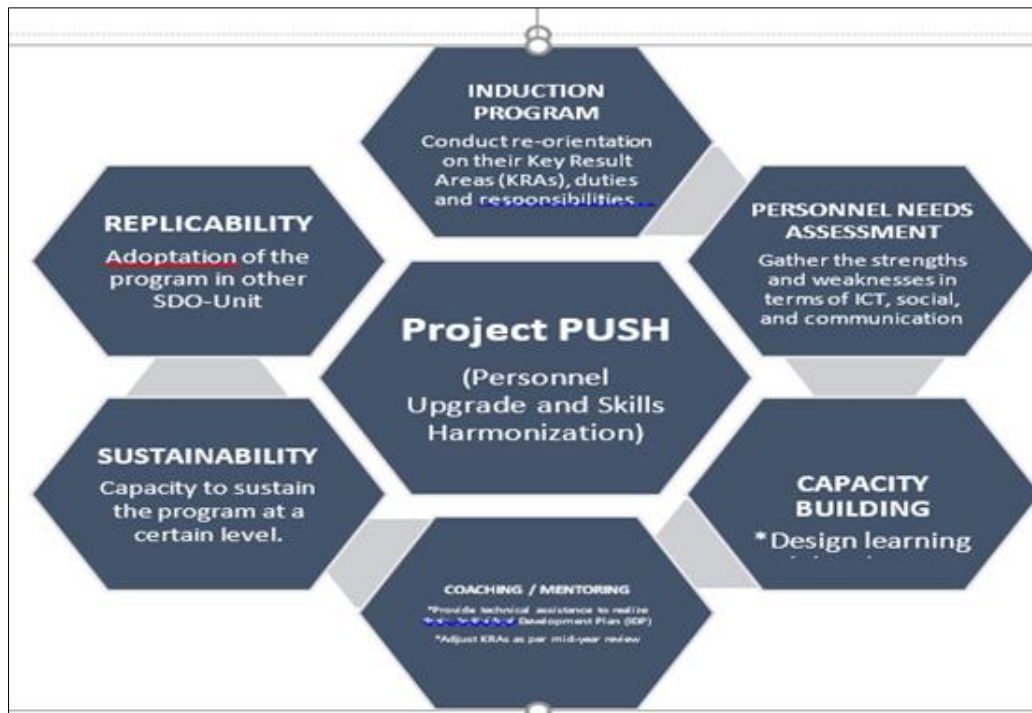 INDUCTION
PROGRAM
Conduct re-orientation
on their Key Result
Areas (KRAs), duties
and responsibilities
PERSONNEL NEEDS
ASSESSMENT
Gather the strengths
and weaknesses in
terms of ICT, social,
and communication
CAPACITY
BUILDING
*Design learning
COACHING / MENTORING
*Provide technical assistance to realize
Development Plan (IDP)
*Adjust KRAs as per mid-year review
SUSTAINABILITY
Capacity to sustain
the program at a
certain level.
REPLICABILITY
Adoptation of the
program in other
SDO-Unit
Project PUSH
(Personnel
Upgrade and Skills
Harmonization)